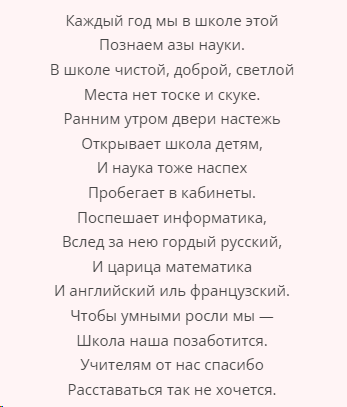 Каждый год мы в школе этой
Познаем азы науки.
В школе чистой, доброй, светлой
Места нет тоске и скуке.
Ранним утром двери настежь
Открывает школа детям,
И наука тоже наспех
Пробегает в кабинеты.
Поспешает информатика,
Вслед за нею гордый русский,
И царица математика
И английский иль французский.
Чтобы умными росли мы —
Школа наша позаботится.
Учителям от нас спасибо
Расставаться так не хочется.